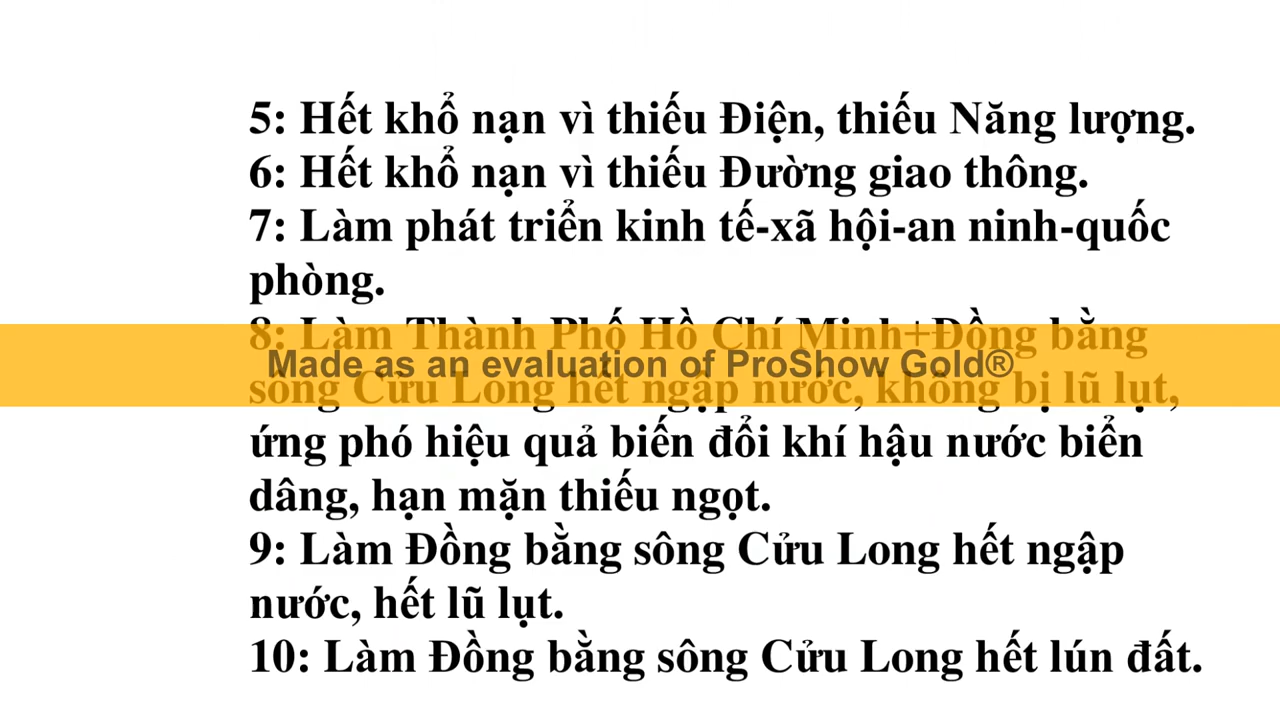 5: Hết khổ nạn vì thiếu Điện, thiếu Năng lượng.
6: Hết khổ nạn vì thiếu Đường giao thông.
7: Làm phát triển kinh tế-xã hội-an ninh-quốc
phòng.
8: Làm Thành Phố Hồ Chí Minh+Đồng bằng
Made as an evaluation of ProShow Gold®
sông Cửu Long hết ngập nước, không bị lũ lụt,
ứng phó hiệu quả biến đổi khí hậu nước biển
dâng, hạn mặn thiếu ngọt.
9: Làm Đồng bằng sông Cửu Long hết ngập
nước, hết lũ lụt.
10: Làm Đồng bằng sông Cửu Long hết lún đất.